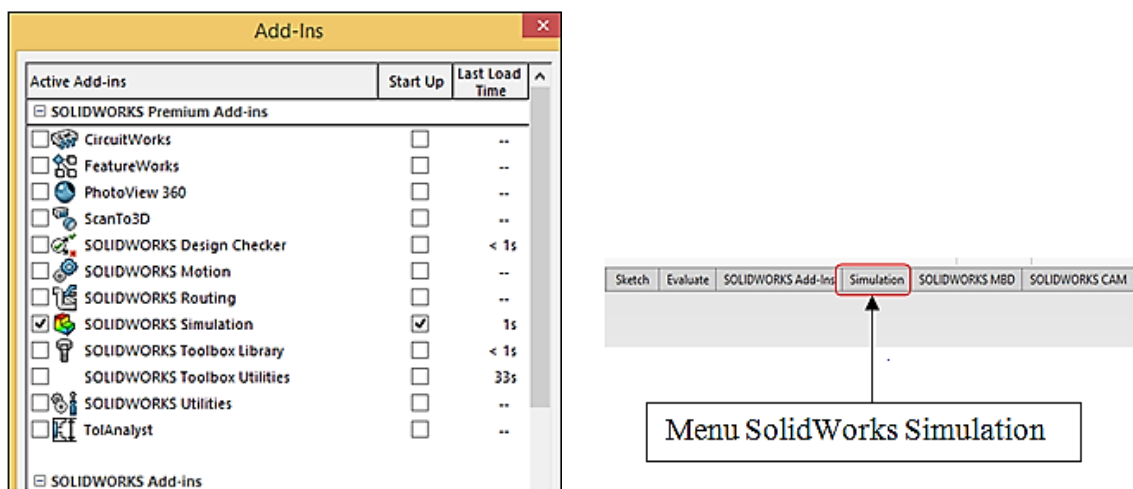 Add-Ins
Active Add-ins Start Up Last Load Time
SOLIDWORKS Premium Add-ins
CircuitWorks --
FeatureWorks --
PhotoView 360 --
ScanTo3D --
SOLIDWORKS Design Checker < 1s
SOLIDWORKS Motion --
SOLIDWORKS Routing --
SOLIDWORKS Simulation 1s
SOLIDWORKS Toolbox Library < 1s
SOLIDWORKS Toolbox Utilities 33s
SOLIDWORKS Utilities --
TolAnalyst --
SOLIDWORKS Add-ins
Sketch Evaluate SOLIDWORKS Add-Ins Simulation SOLIDWORKS MBD SOLIDWORKS CAM
Menu SolidWorks Simulation